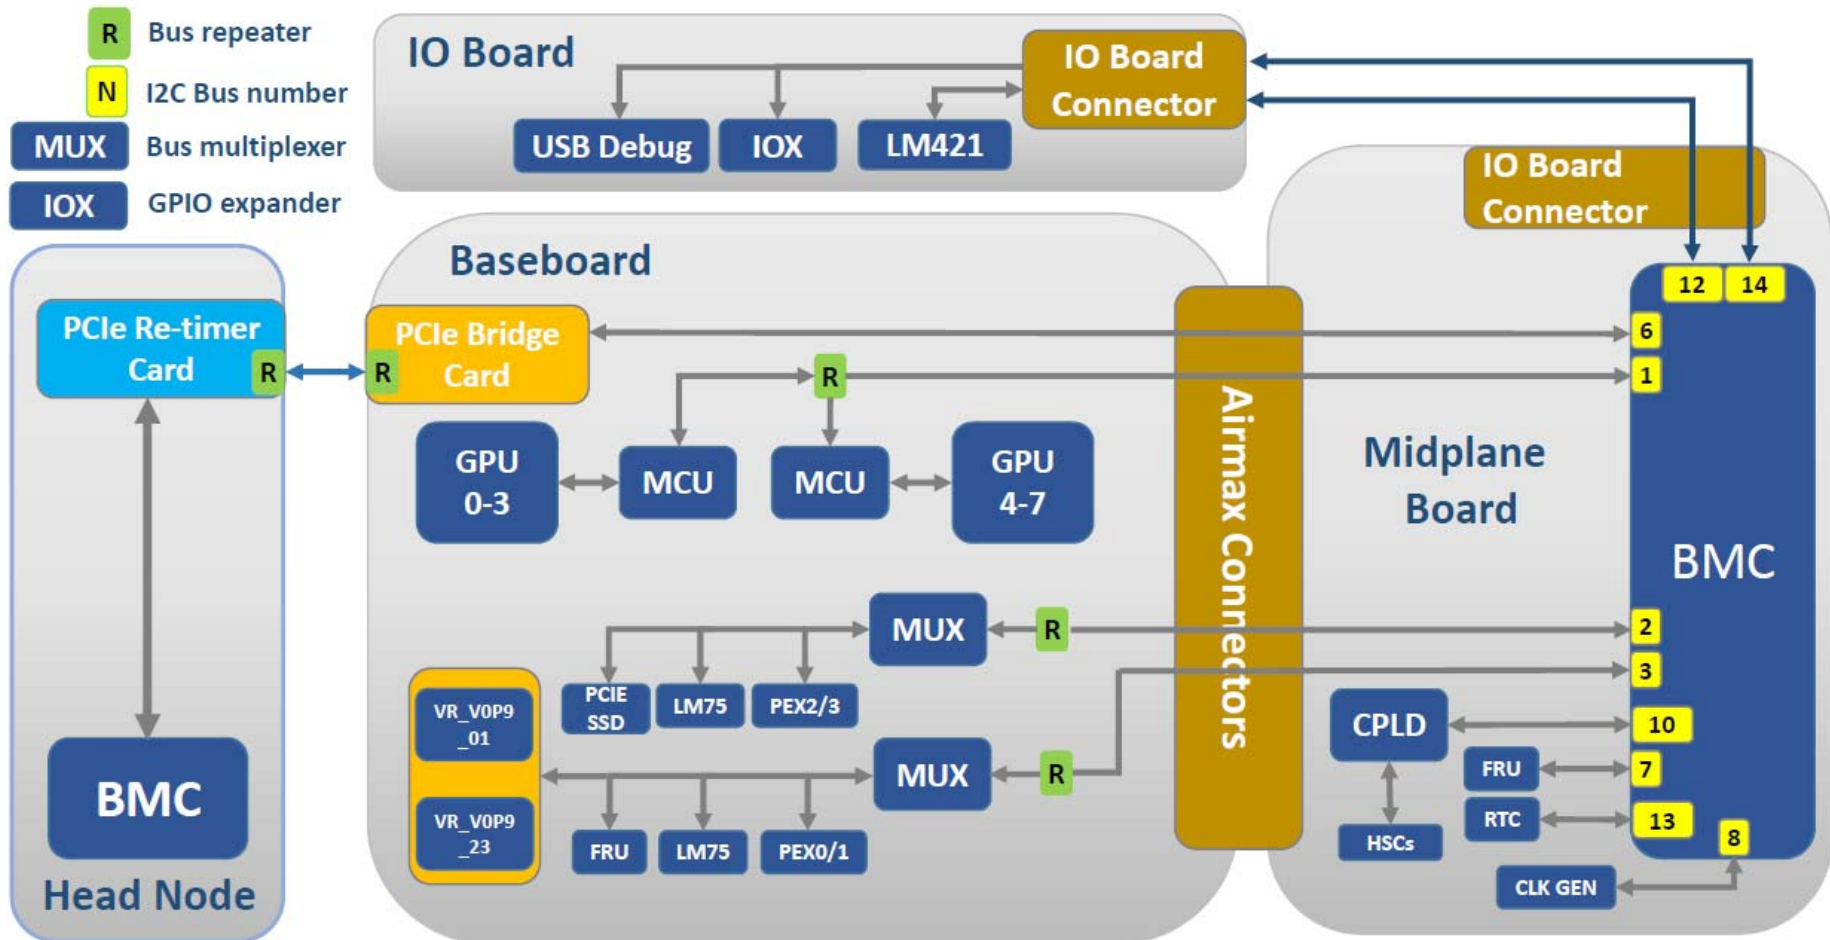 R Bus repeater
N I2C Bus number
MUX Bus multiplexer
IOX GPIO expander
IO Board
IO Board
Connector
USB Debug
IOX
LM421
IO Board
Connector
Head Node
PCIe Re-timer
Card
R
BMC
Baseboard
PCIe Bridge
Card
R
R
GPU
0-3
MCU
MCU
GPU
4-7
MUX
R
PCIE
SSD
LM75
PEX2/3
VR_V0P9
_01
VR_V0P9
_23
MUX
R
FRU
LM75
PEX0/1
Airmax Connectors
Midplane
Board
BMC
12
14
6
1
2
3
10
7
13
8
CPLD
HSCs
FRU
RTC
CLK GEN